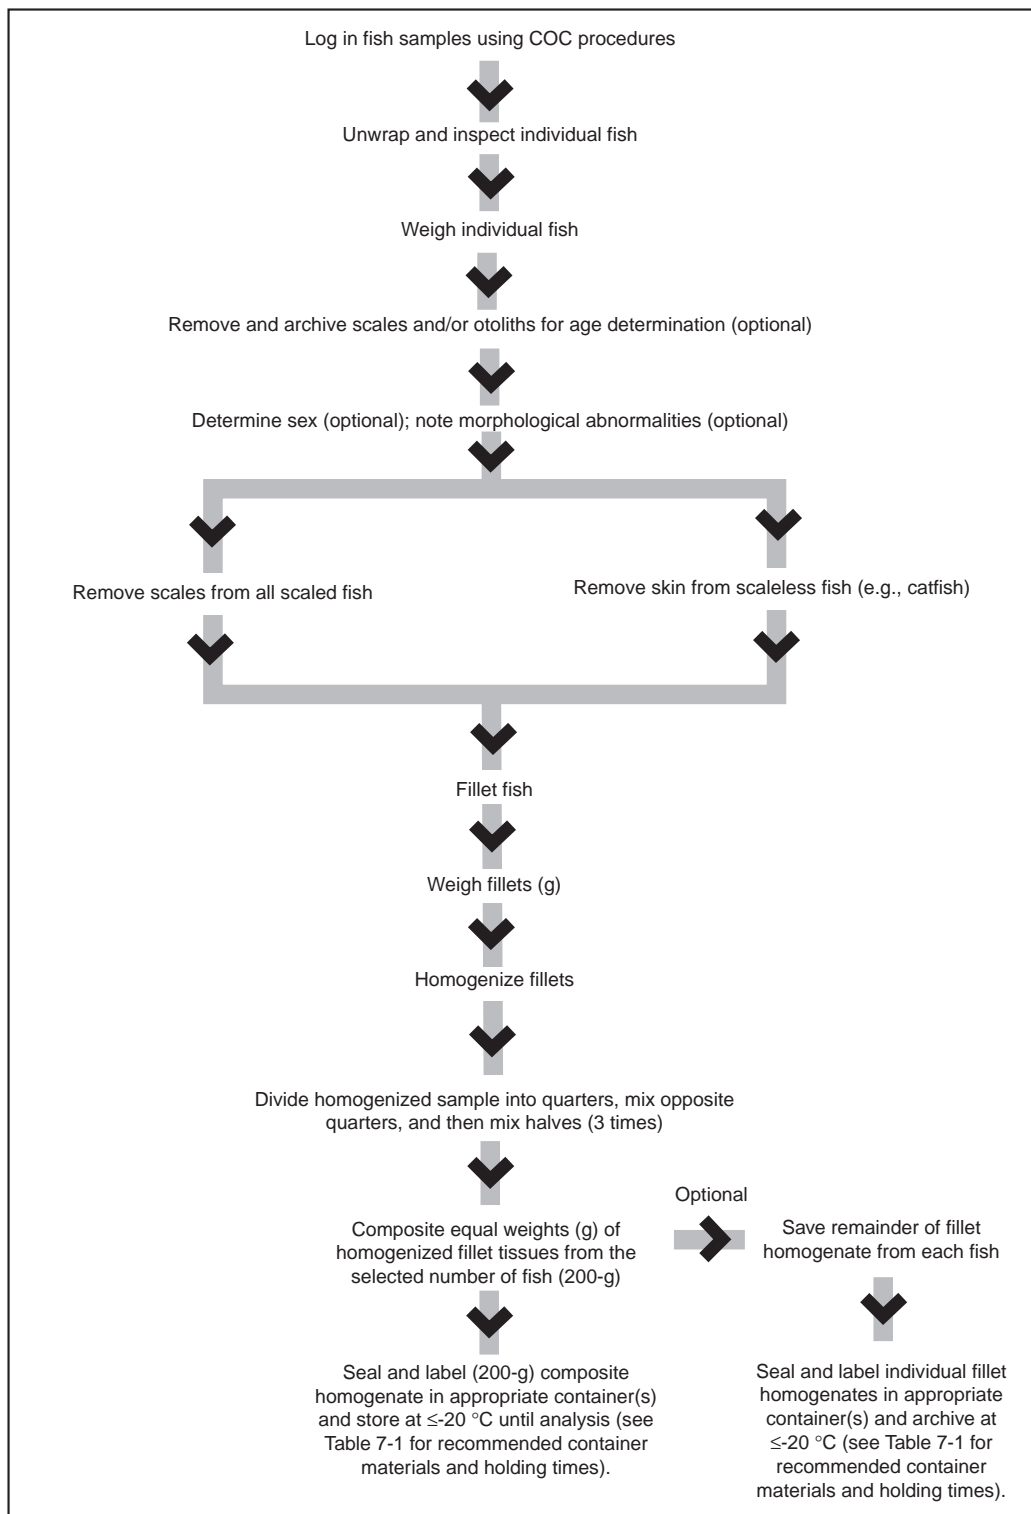 Log in fish samples using COC procedures
Unwrap and inspect individual fish
Weigh individual fish
Remove and archive scales and/or otoliths for age determination (optional)
Determine sex (optional); note morphological abnormalities (optional)
Remove scales from all scaled fish
Remove skin from scaleless fish (e.g., catfish)
Fillet fish
Weigh fillets (g)
Homogenize fillets
Divide homogenized sample into quarters, mix opposite
quarters, and then mix halves (3 times)
Composite equal weights (g) of
homogenized fillet tissues from the
selected number of fish (200-g)
Optional
Save remainder of fillet
homogenate from each fish
Seal and label (200-g) composite
homogenate in appropriate container(s)
and store at ≤-20 °C until analysis (see
Table 7-1 for recommended container
materials and holding times).
Seal and label individual fillet
homogenates in appropriate
container(s) and archive at
≤-20 °C (see Table 7-1 for
recommended container
materials and holding times).